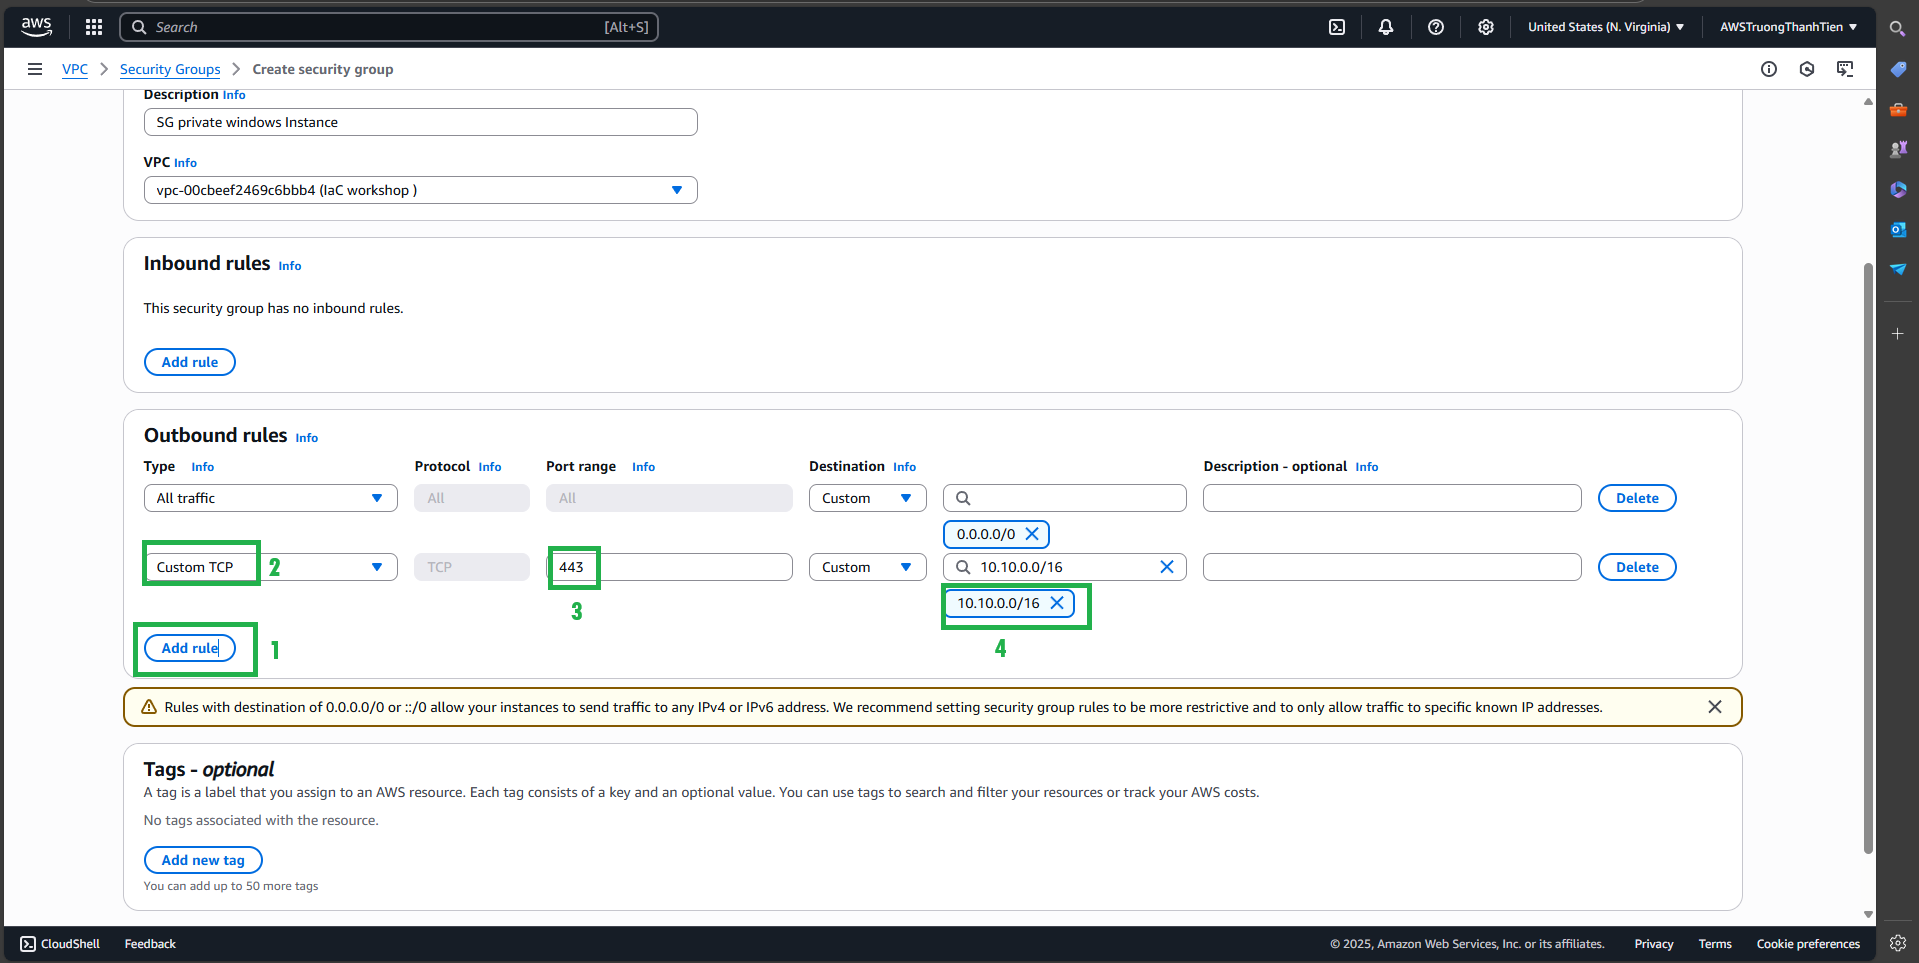 aws
Search [Alt+S]
United States (N. Virginia)
AWSTruongThanhTien
VPC
Security Groups
Create security group
Description Info
SG private windows Instance
VPC Info
vpc-00cbeef2469c6bbb4 (IaC workshop )
Inbound rules Info
This security group has no inbound rules.
Add rule
Outbound rules Info
Type Info Protocol Info Port range Info Destination Info Description - optional Info
All traffic All All Custom Delete
0.0.0.0/0
Custom TCP 2 TCP 443 Custom 10.10.0.0/16 Delete
10.10.0.0/16
3
4
Add rule 1
Rules with destination of 0.0.0.0/0 or ::/0 allow your instances to send traffic to any IPv4 or IPv6 address. We recommend setting security group rules to be more restrictive and to only allow traffic to specific known IP addresses.
Tags - optional
A tag is a label that you assign to an AWS resource. Each tag consists of a key and an optional value. You can use tags to search and filter your resources or track your AWS costs.
No tags associated with the resource.
Add new tag
You can add up to 50 more tags
CloudShell Feedback © 2025, Amazon Web Services, Inc. or its affiliates. Privacy Terms Cookie preferences